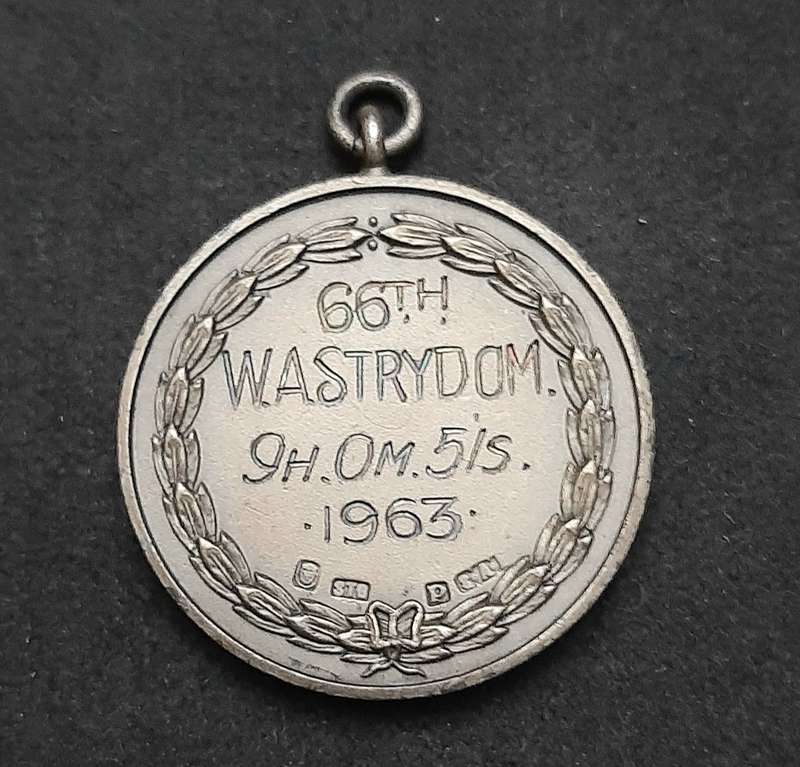 66TH
W.A STRYDOM.
9H. 0M. 51S.
·1963·